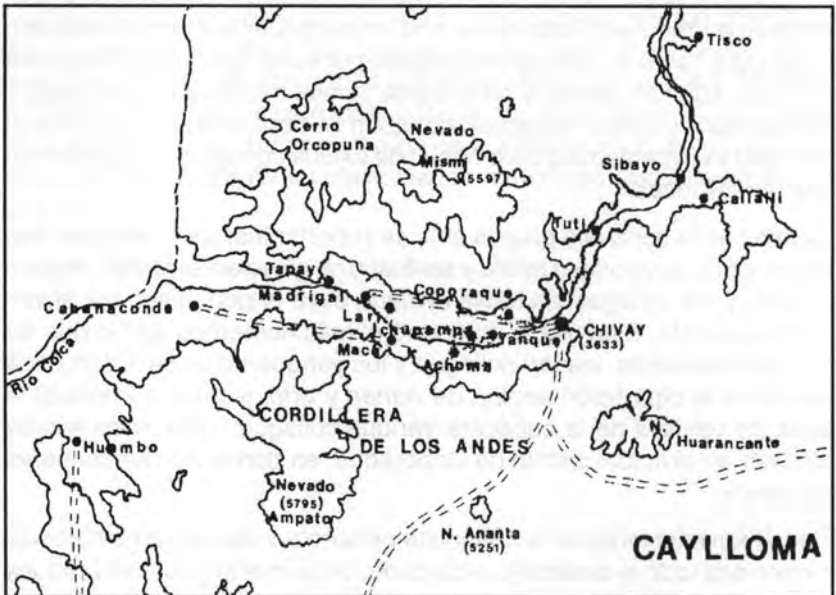 Tisco
Cerro
Orcopuna
Nevado
Mismi
(5597)
Sibayo
Callalli
Tuti
Tapay
Madrigal
Coporaque
Cabanaconde
Lari
Ichupampa
Yanque
CHIVAY
(3633)
Maca
Achoma
Rio Colca
CORDILLERA
DE LOS ANDES
Huambo
N.
Huarancante
Nevado
(5795)
Ampato
N. Ananta
(5251)
CAYLLOMA